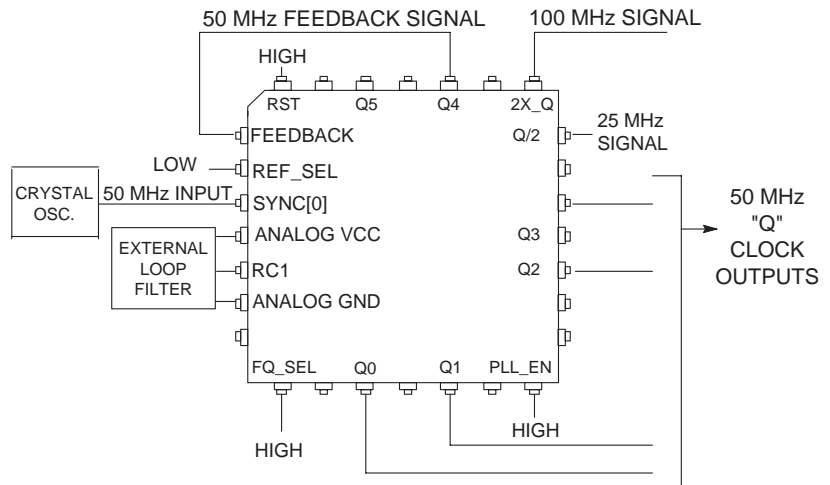 50 MHz FEEDBACK SIGNAL
100 MHz SIGNAL
HIGH
RST
Q5
Q4
2X_Q
FEEDBACK
Q/2
25 MHz
SIGNAL
LOW
REF_SEL
CRYSTAL
OSC.
50 MHz INPUT
SYNC[0]
50 MHz
"Q"
CLOCK
OUTPUTS
ANALOG VCC
Q3
EXTERNAL
LOOP
FILTER
RC1
Q2
ANALOG GND
FQ_SEL
Q0
Q1
PLL_EN
HIGH
HIGH